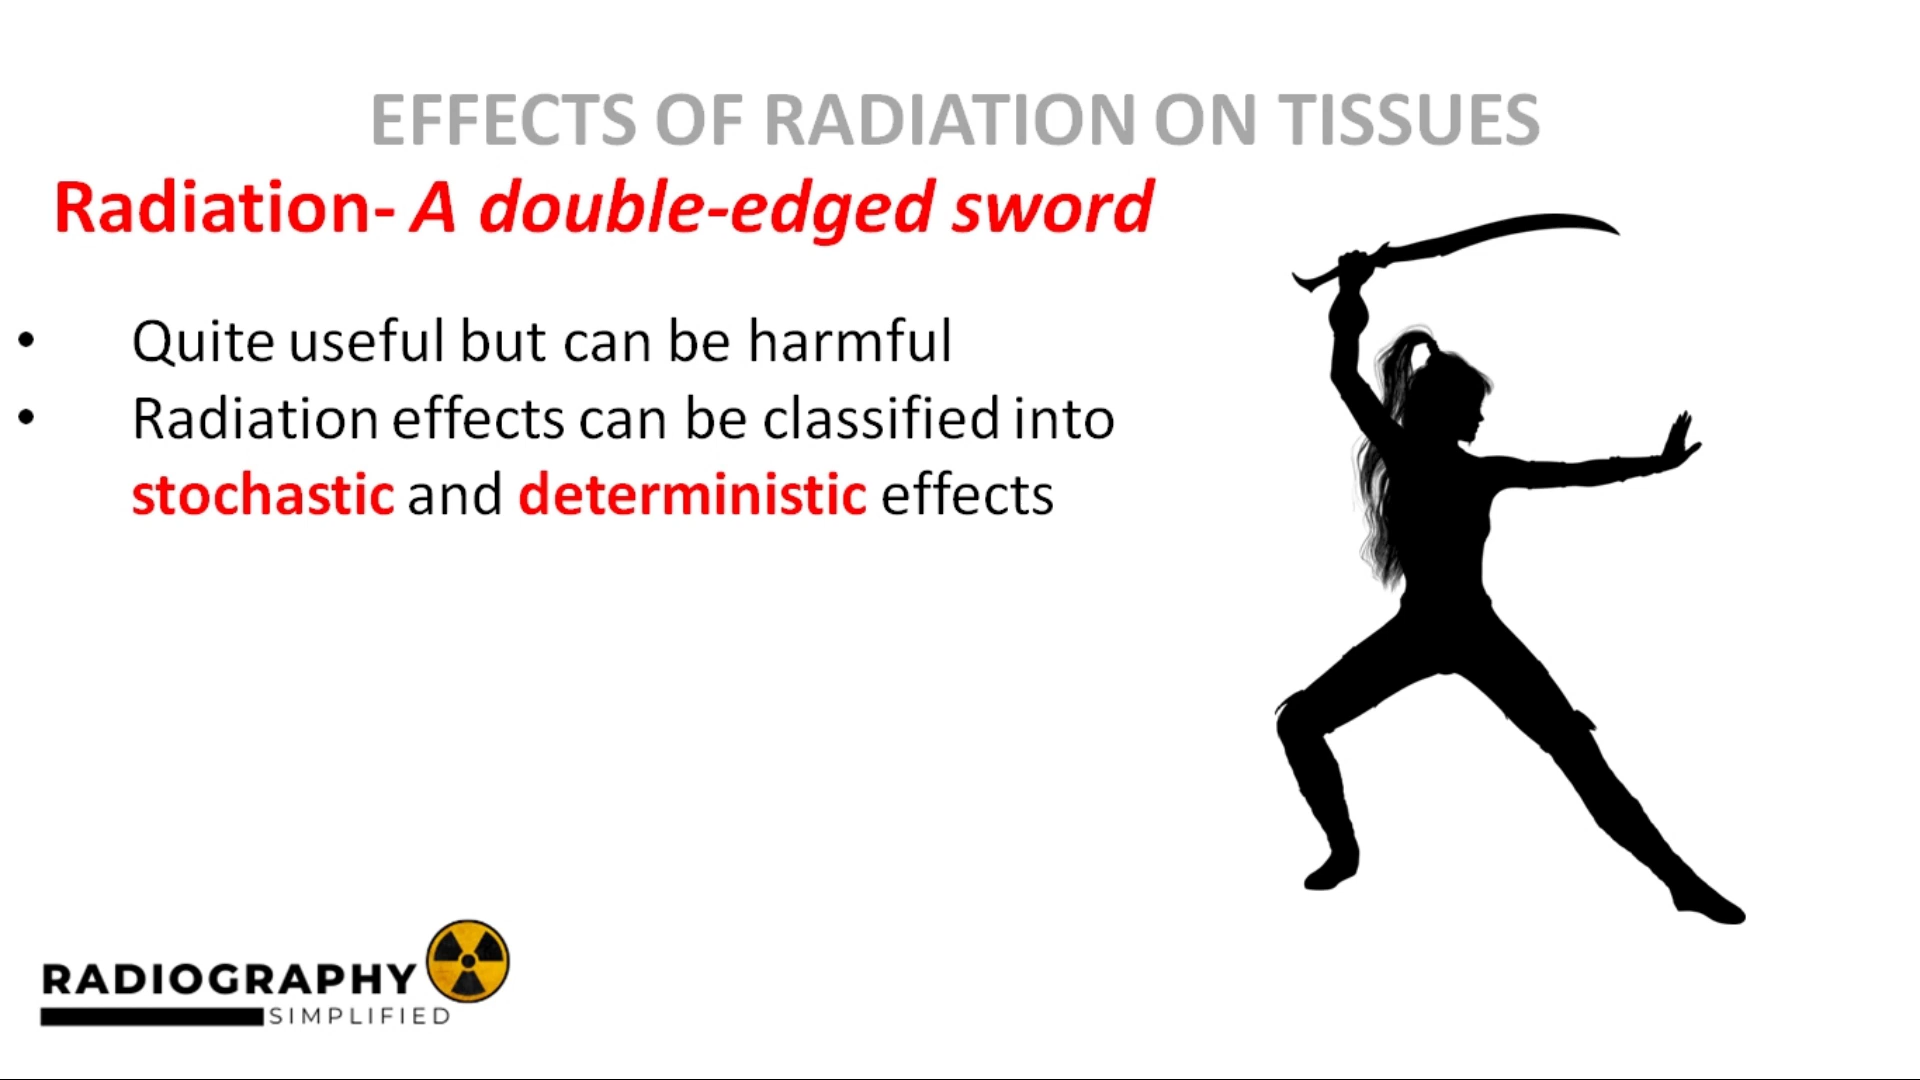 EFFECTS OF RADIATION ON TISSUES
Radiation- A double-edged sword
• Quite useful but can be harmful
• Radiation effects can be classified into
stochastic and deterministic effects
RADIOGRAPHY
SIMPLIFIED